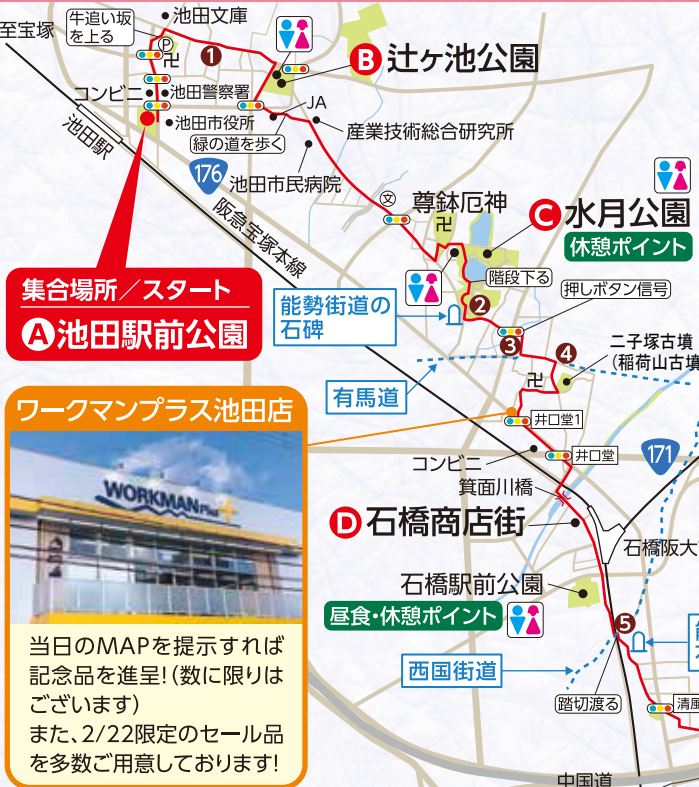 至宝塚
牛追い坂
を上る
池田文庫
P
卍
1
B 辻ヶ池公園
コンビニ
池田警察署
池田市役所
JA
緑の道を歩く
産業技術総合研究所
池田駅
176
池田市民病院
阪急宝塚本線
文
尊鉢厄神
卍
C 水月公園
休憩ポイント
集合場所／スタート
A 池田駅前公園
階段下る
2
押しボタン信号
能勢街道の
石碑
3
4
二子塚古墳
(稲荷山古墳
有馬道
卍
井口堂1
ワークマンプラス池田店
WORKMAN Plus
コンビニ
井口堂
171
箕面川橋
D 石橋商店街
石橋阪大
石橋駅前公園
昼食・休憩ポイント
5
西国街道
踏切渡る
清風
中国道
当日のMAPを提示すれば
記念品を進呈!(数に限りは
ございます)
また、2/22限定のセール品
を多数ご用意しております!